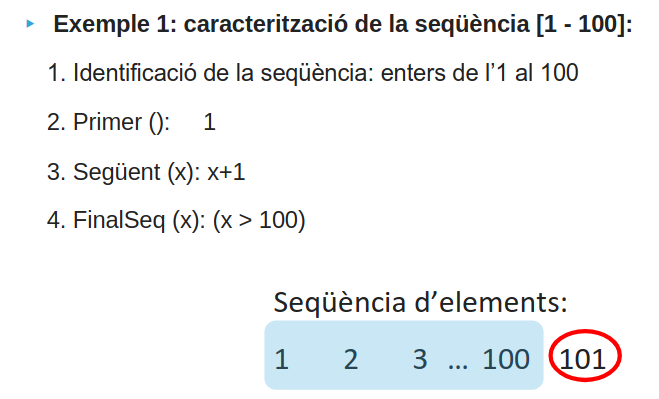 Exemple 1: caracterització de la seqüència [1 - 100]:
1. Identificació de la seqüència: enters de l’1 al 100
2. Primer (): 1
3. Següent (x): x+1
4. FinalSeq (x): (x > 100)
Seqüència d’elements:
1 2 3 ... 100 101